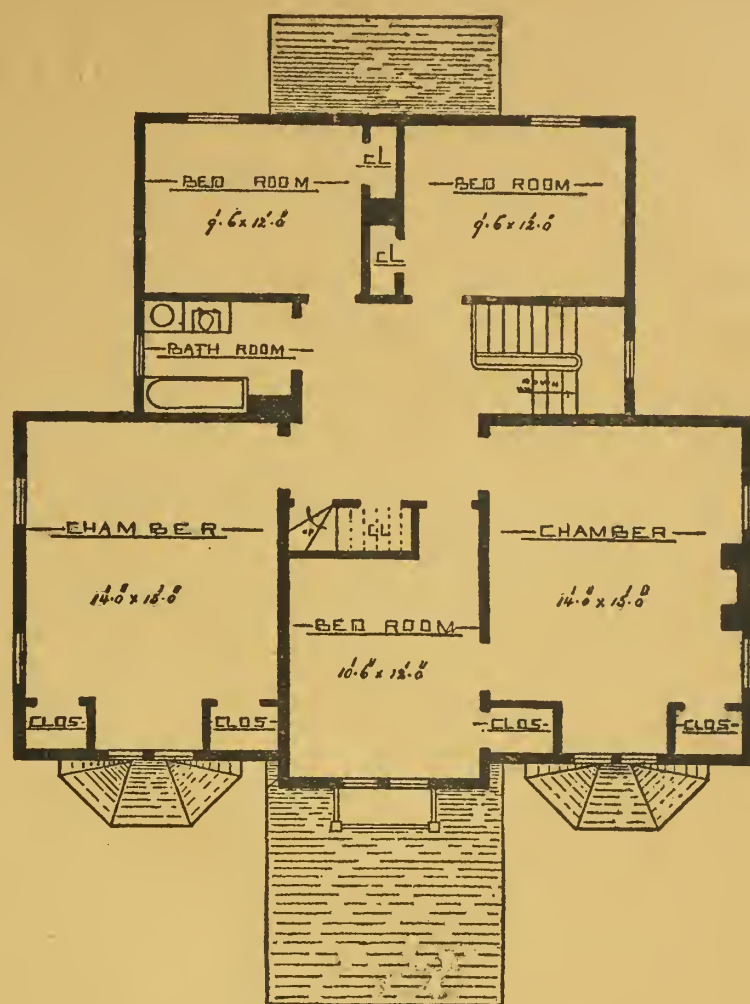 CL
BED ROOM
BED ROOM
9'.6 x 12'.0"
9'.6 x 12'.0"
CL
BATH ROOM
CHAMBER
CL
CHAMBER
14'.0" x 15'.0"
14'.0" x 15'.0"
BED ROOM
10'.6" x 12'.0"
CLOS-
CLOS-
CLOS-
CLOS-